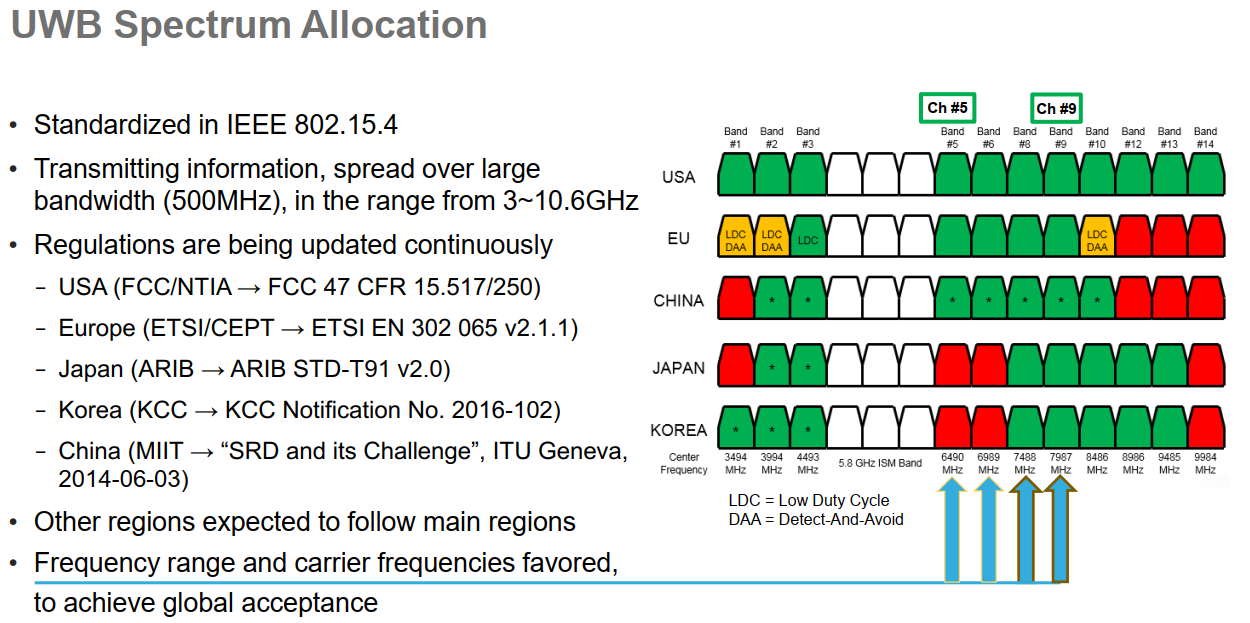 UWB Spectrum Allocation
• Standardized in IEEE 802.15.4
• Transmitting information, spread over large
bandwidth (500MHz), in the range from 3~10.6GHz
• Regulations are being updated continuously
– USA (FCC/NTIA → FCC 47 CFR 15.517/250)
– Europe (ETSI/CEPT → ETSI EN 302 065 v2.1.1)
– Japan (ARIB → ARIB STD-T91 v2.0)
– Korea (KCC → KCC Notification No. 2016-102)
– China (MIIT → “SRD and its Challenge”, ITU Geneva,
2014-06-03)
• Other regions expected to follow main regions
• Frequency range and carrier frequencies favored,
to achieve global acceptance
Ch #5 Ch #9
Band Band Band Band Band Band Band Band Band Band Band
#1 #2 #3 #5 #6 #8 #9 #10 #12 #13 #14
USA
EU LDC LDC LDC LDC
DAA DAA DAA
CHINA * * * * * * *
JAPAN * *
KOREA * * *
Center 3494 3994 4493 5.8 GHz ISM Band 6490 6989 7488 7987 8486 8986 9485 9984
Frequency MHz MHz MHz MHz MHz MHz MHz MHz MHz MHz MHz
LDC = Low Duty Cycle
DAA = Detect-And-Avoid